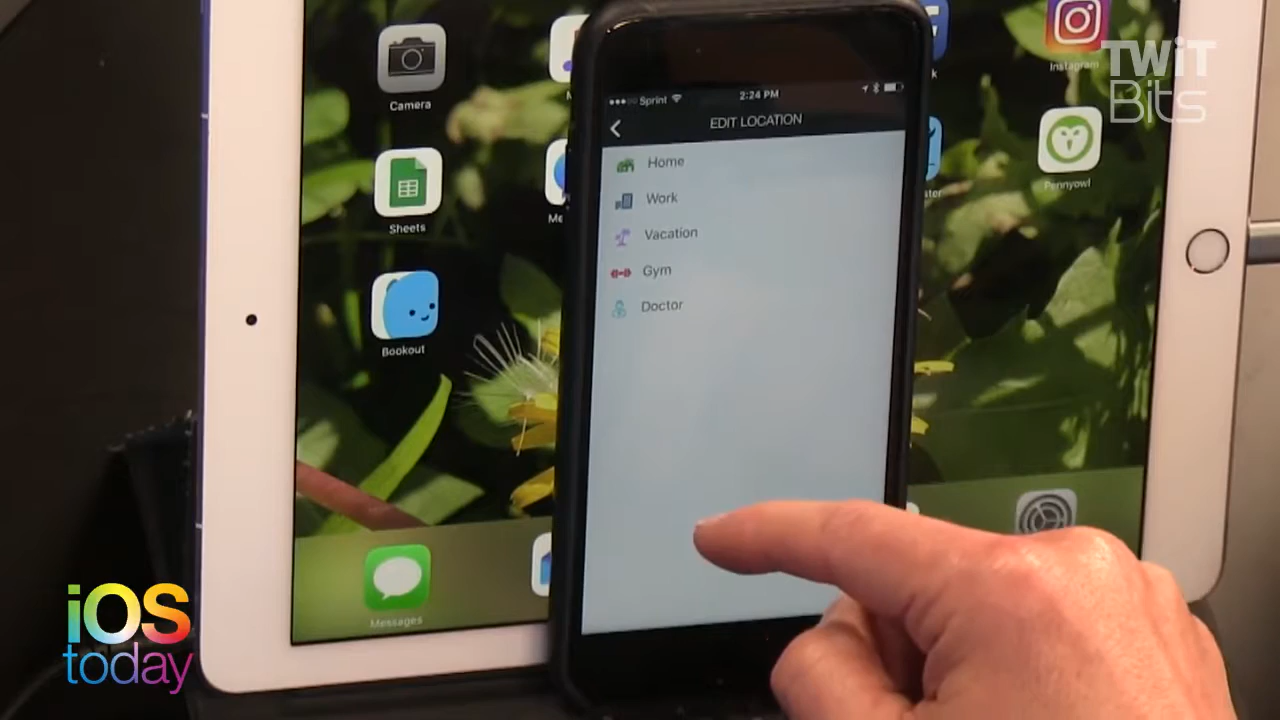 Camera
Instagram
TWiT
Bits
Sprint
2:24 PM
EDIT LOCATION
Home
Work
Vacation
Gym
Doctor
Sheets
Pennyowl
Bookout
Messages
iOS
today